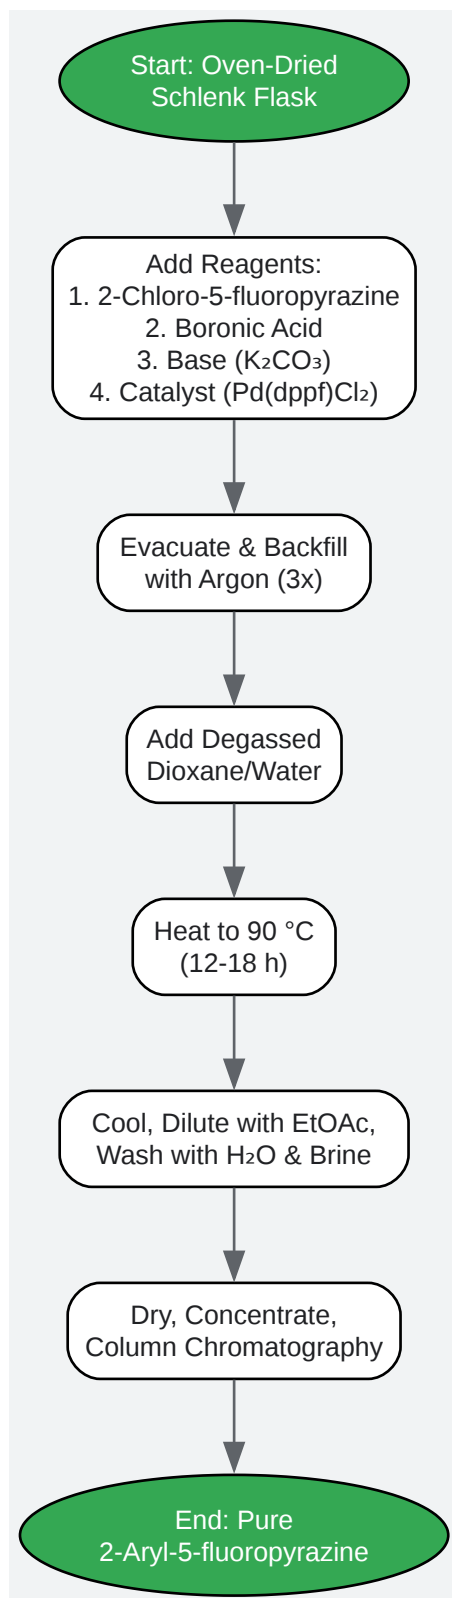 Start: Oven-Dried
Schlenk Flask
Add Reagents:
1. 2-Chloro-5-fluoropyrazine
2. Boronic Acid
3. Base (K₂CO₃)
4. Catalyst (Pd(dppf)Cl₂)
Evacuate & Backfill
with Argon (3x)
Add Degassed
Dioxane/Water
Heat to 90 °C
(12-18 h)
Cool, Dilute with EtOAc,
Wash with H₂O & Brine
Dry, Concentrate,
Column Chromatography
End: Pure
2-Aryl-5-fluoropyrazine